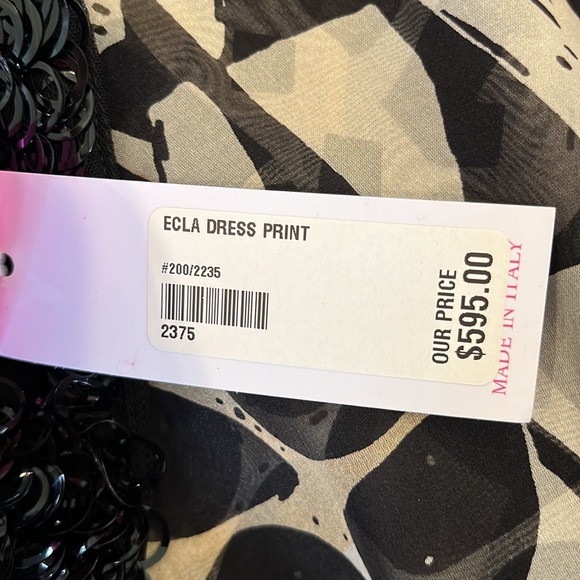 ECLA DRESS PRINT
#200/2235
2375
OUR PRICE
$595.00
MADE IN ITALY